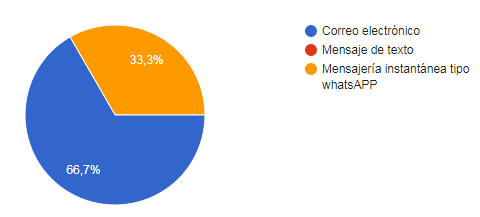 33,3%
66,7%
Correo electrónico
Mensaje de texto
Mensajería instantánea tipo
whatsAPP